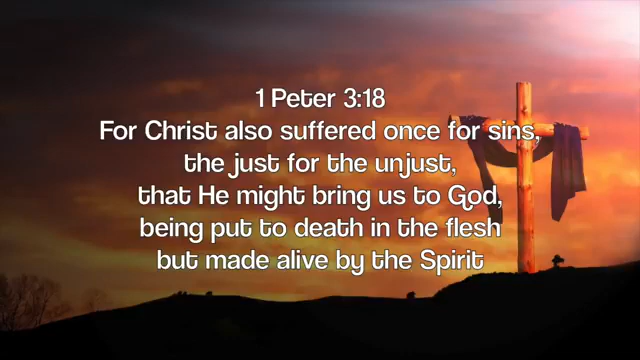 1 Peter 3:18
For Christ also suffered once for sins,
the just for the unjust,
that He might bring us to God,
being put to death in the flesh
but made alive by the Spirit